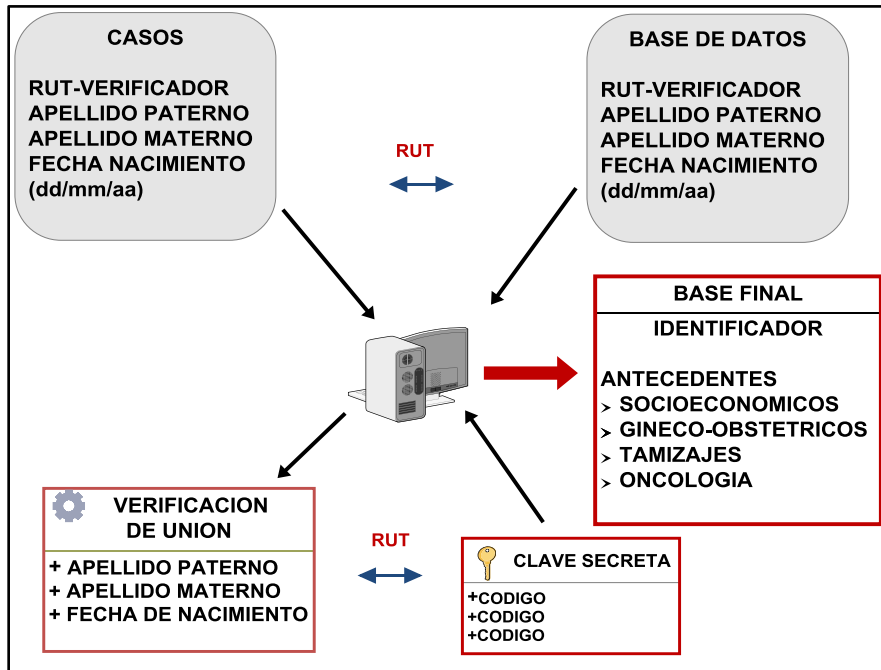 CASOS
RUT-VERIFICADOR
APELLIDO PATERNO
APELLIDO MATERNO
FECHA NACIMIENTO
(dd/mm/aa)
RUT
BASE DE DATOS
RUT-VERIFICADOR
APELLIDO PATERNO
APELLIDO MATERNO
FECHA NACIMIENTO
(dd/mm/aa)
BASE FINAL
IDENTIFICADOR
ANTECEDENTES
➢ SOCIOECONOMICOS
➢ GINECO-OBSTETRICOS
➢ TAMIZAJES
➢ ONCOLOGIA
VERIFICACION
DE UNION
+ APELLIDO PATERNO
+ APELLIDO MATERNO
+ FECHA DE NACIMIENTO
RUT
CLAVE SECRETA
+CODIGO
+CODIGO
+CODIGO